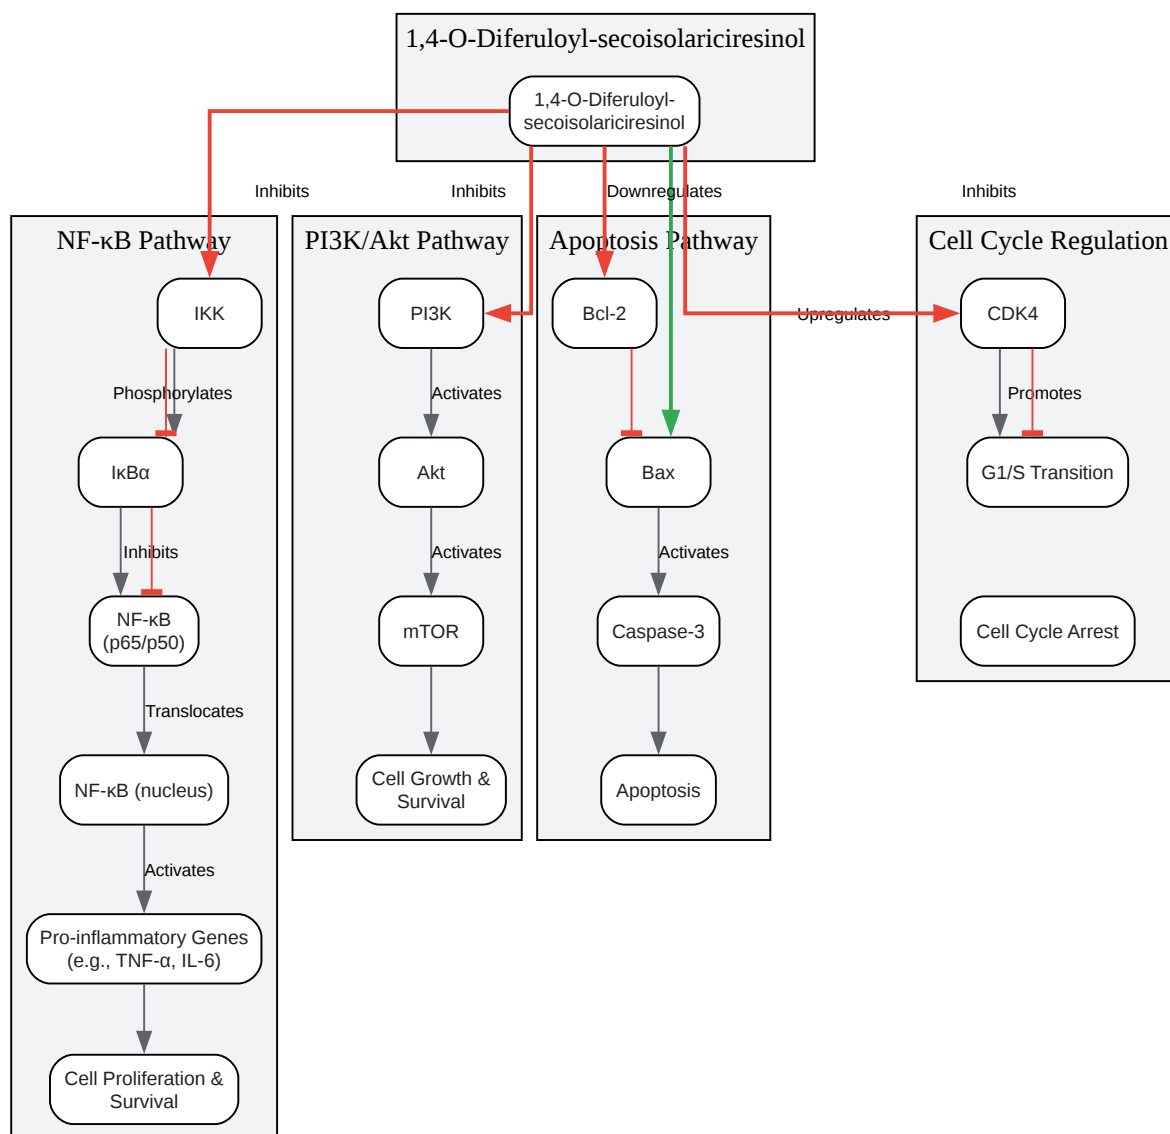 1,4-O-Diferuloyl-secoisolariciresinol
1,4-O-Diferuloyl-
secoisolariciresinol
Inhibits
Inhibits
Downregulates
Inhibits
NF-κB Pathway
PI3K/Akt Pathway
Apoptosis Pathway
Cell Cycle Regulation
IKK
PI3K
Bcl-2
Upregulates
CDK4
Phosphorylates
Activates
Promotes
IκBα
Akt
Bax
G1/S Transition
Inhibits
Activates
Activates
NF-κB
(p65/p50)
mTOR
Caspase-3
Cell Cycle Arrest
Translocates
NF-κB (nucleus)
Cell Growth &
Survival
Apoptosis
Activates
Pro-inflammatory Genes
(e.g., TNF-α, IL-6)
Cell Proliferation &
Survival